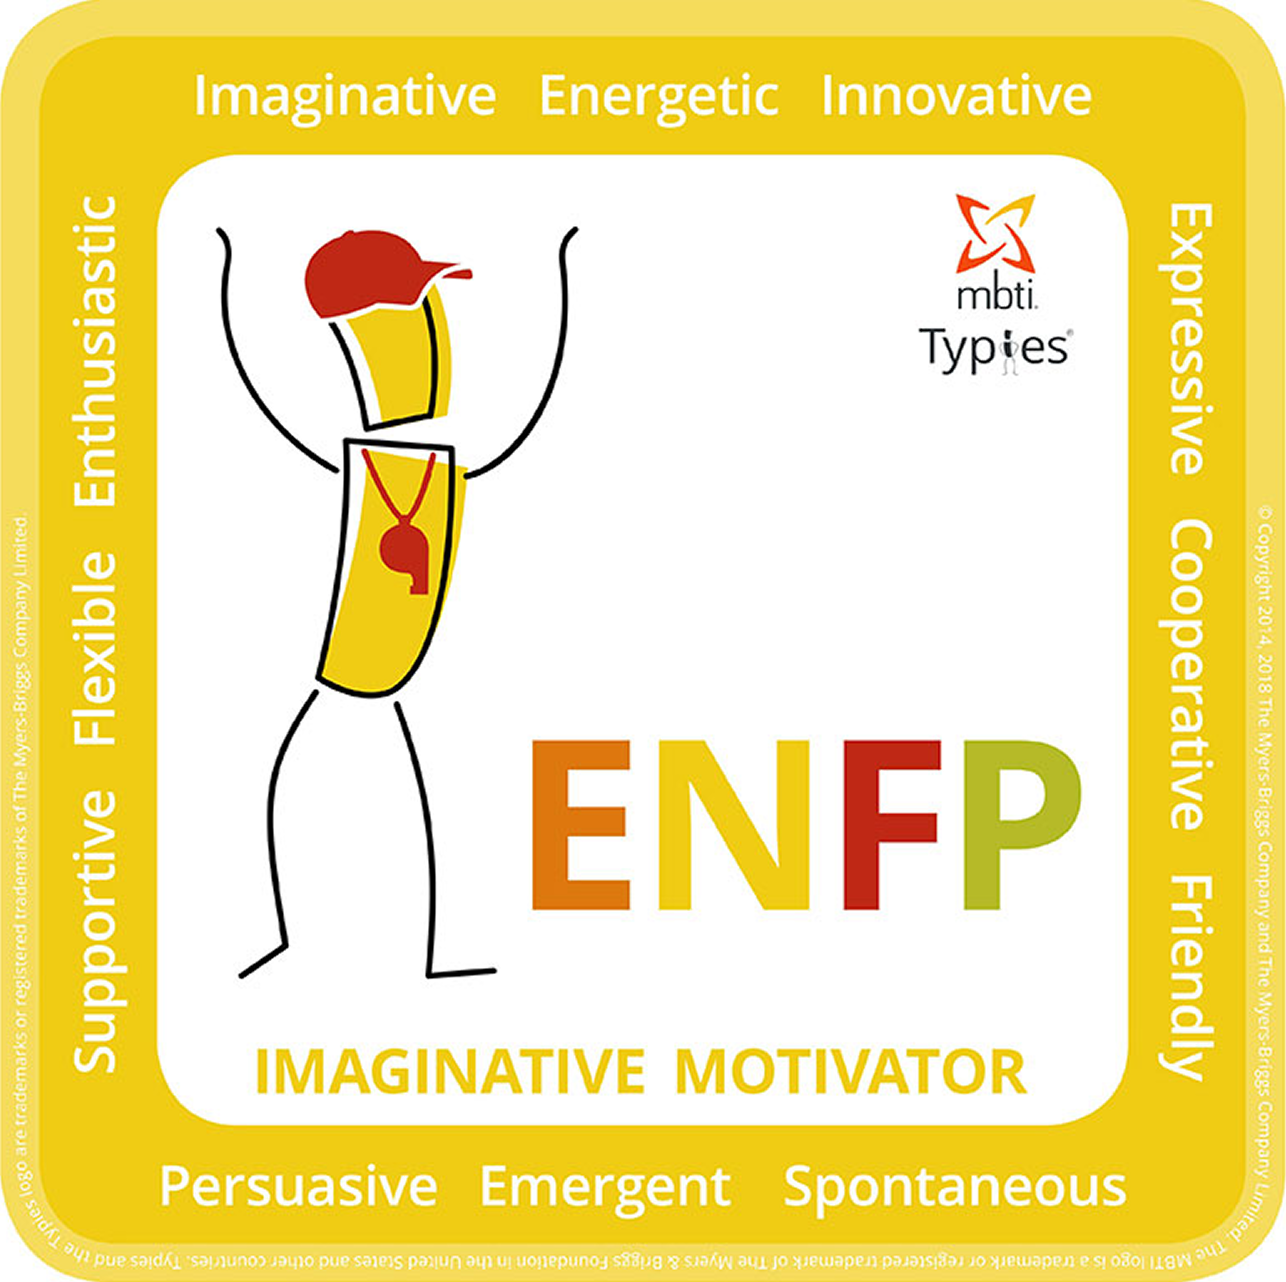 Imaginative Energetic Innovative
Expressive Cooperative Friendly
Persuasive Emergent Spontaneous
Supportive Flexible Enthusiastic
mbti.
Typies®
ENFP
IMAGINATIVE MOTIVATOR
© Copyright 2014, 2018 The Myers-Briggs Company and The Myers-Briggs Company Limited. The MBTI logo is a trademark or registered trademark of The Myers & Briggs Foundation in the United States and other countries. Typies and the Typies logo are trademarks or registered trademarks of The Myers-Briggs Company Limited.